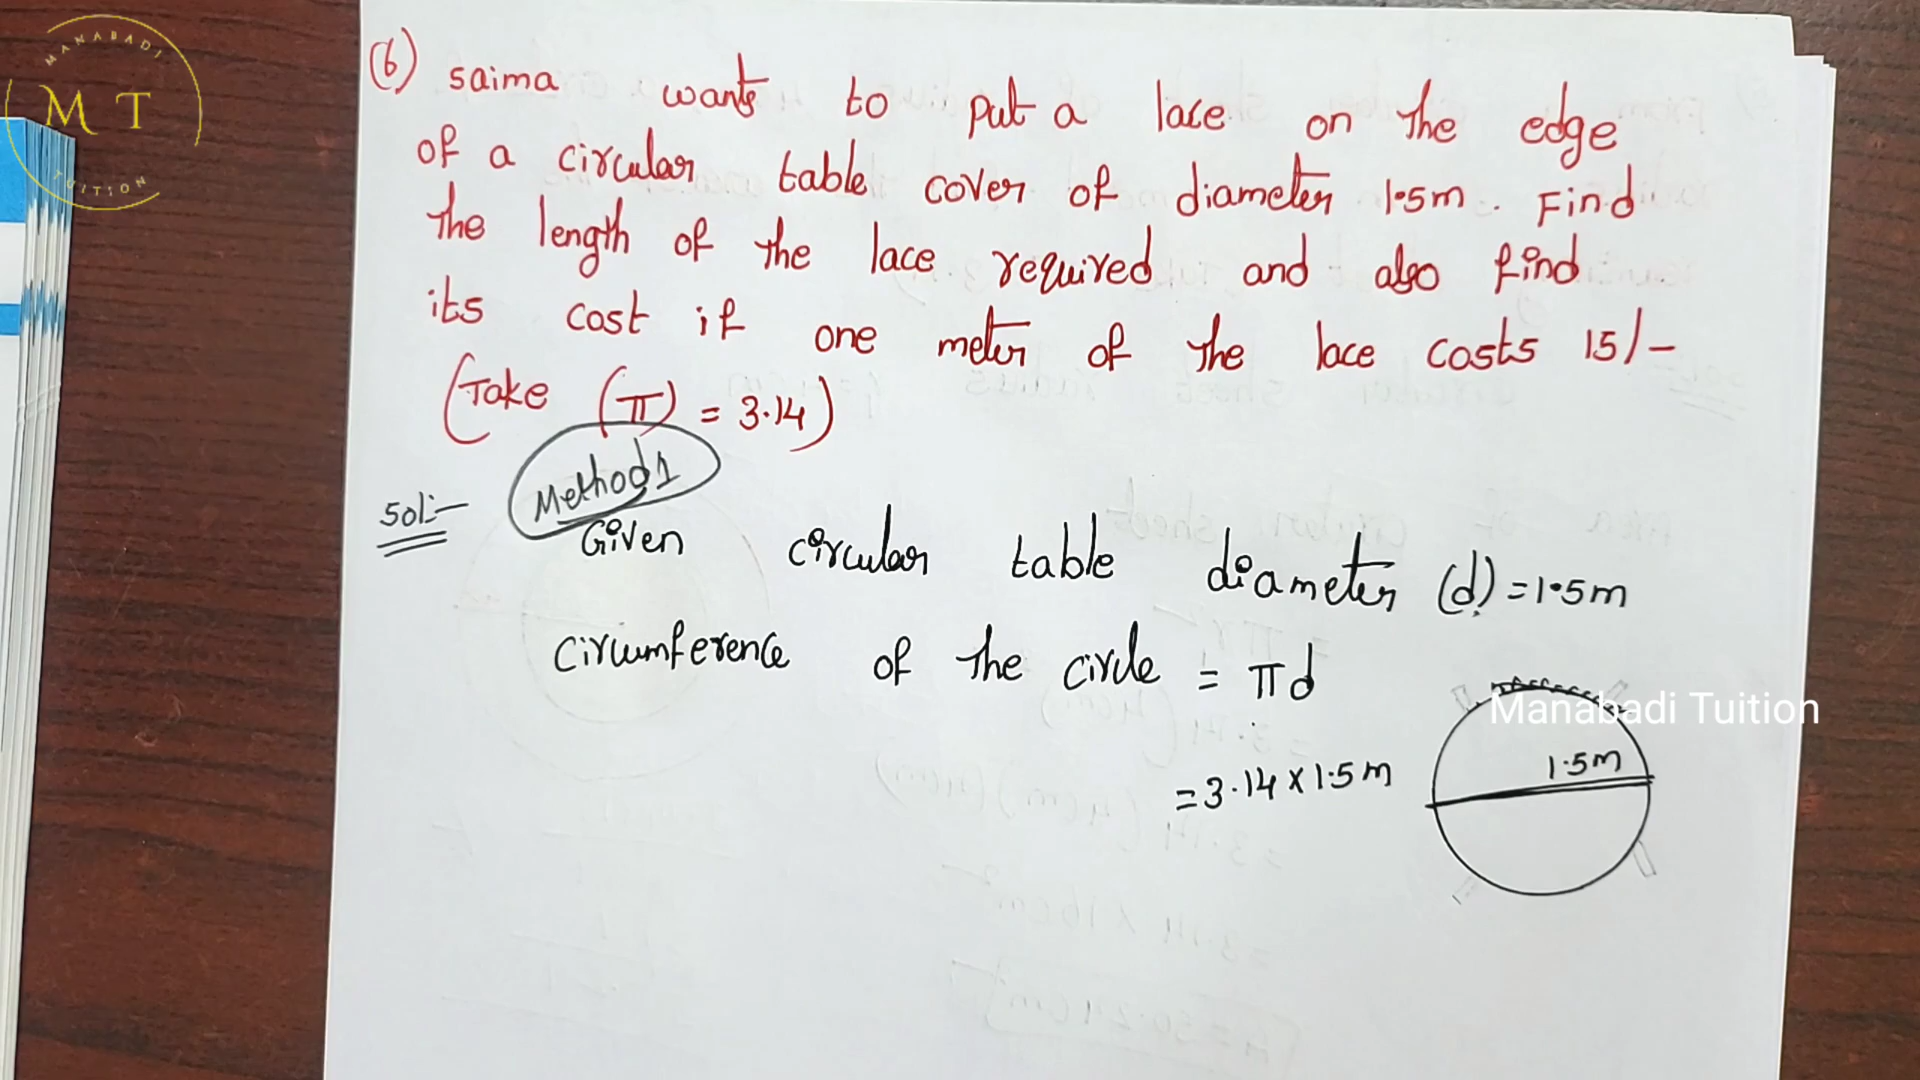 MANABADI
MT
TUITION
(6) saima wants to put a lace on the edge
of a circular table cover of diameter 1.5m. Find
the length of the lace required and also find
its cost if one meter of the lace costs 15/-
(Take (π) = 3.14)
Method 1
Sol:-
Given circular table diameter (d) = 1.5m
circumference of the circle = πd
Manabadi Tuition
= 3.14 x 1.5 m
1.5m